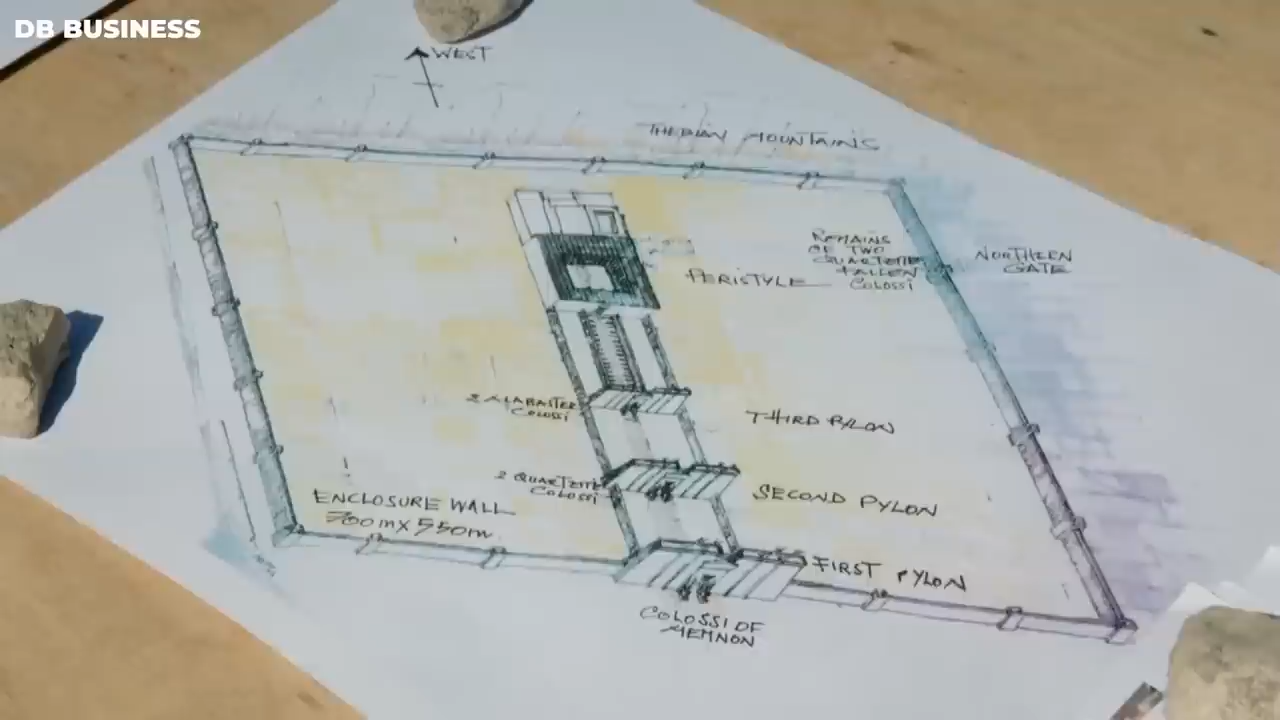 DB BUSINESS
WEST
THEBAN MOUNTAINS
REMAINS
OF TWO
QUARTZITE
FALLEN
COLOSSI
NORTHERN
GATE
PERISTYLE
2 ALABASTER
COLOSSI
THIRD PYLON
2 QUARTZITE
COLOSSI
SECOND PYLON
ENCLOSURE WALL
700m X 550m
FIRST PYLON
COLOSSI OF
MEMNON